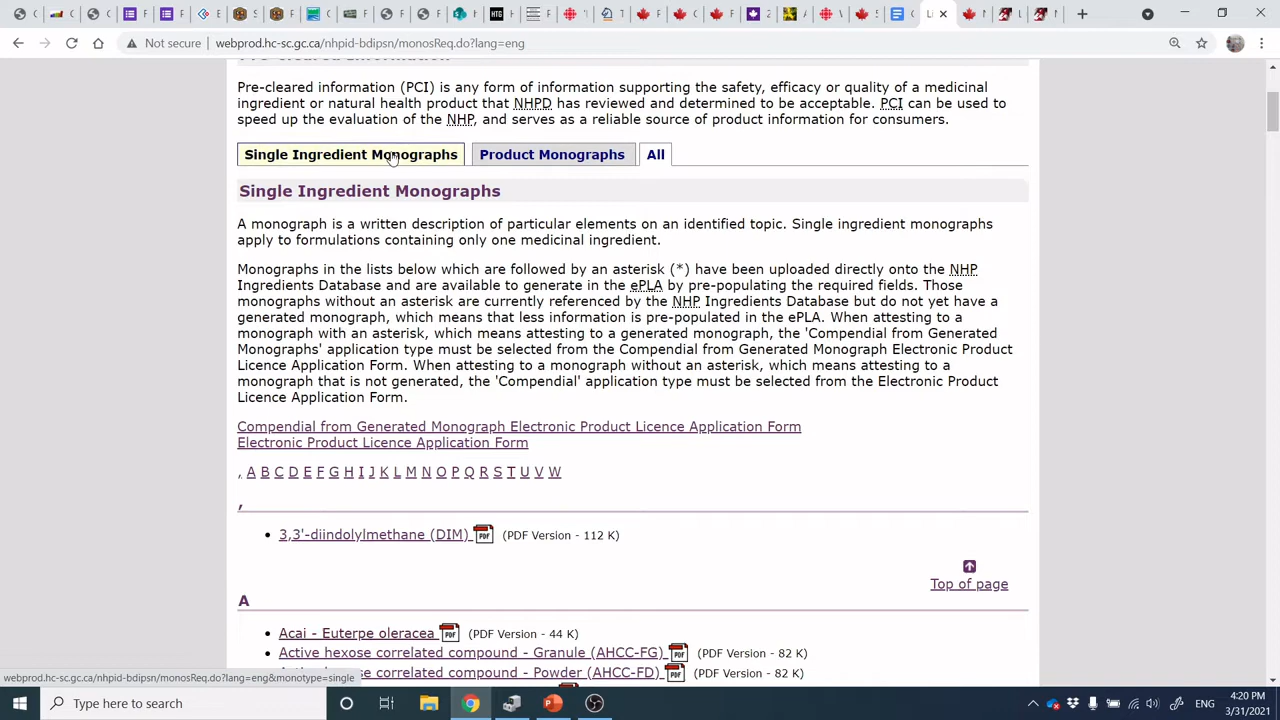 HTG
2
Li
Not secure
webprod.hc-sc.gc.ca/nhpid-bdipsn/monosReq.do?lang=eng
Pre-cleared information (PCI) is any form of information supporting the safety, efficacy or quality of a medicinal
ingredient or natural health product that NHPD has reviewed and determined to be acceptable. PCI can be used to
speed up the evaluation of the NHP, and serves as a reliable source of product information for consumers.
Single Ingredient Monographs Product Monographs All
Single Ingredient Monographs
A monograph is a written description of particular elements on an identified topic. Single ingredient monographs
apply to formulations containing only one medicinal ingredient.
Monographs in the lists below which are followed by an asterisk (*) have been uploaded directly onto the NHP
Ingredients Database and are available to generate in the ePLA by pre-populating the required fields. Those
monographs without an asterisk are currently referenced by the NHP Ingredients Database but do not yet have a
generated monograph, which means that less information is pre-populated in the ePLA. When attesting to a
monograph with an asterisk, which means attesting to a generated monograph, the 'Compendial from Generated
Monographs' application type must be selected from the Compendial from Generated Monograph Electronic Product
Licence Application Form. When attesting to a monograph without an asterisk, which means attesting to a
monograph that is not generated, the 'Compendial' application type must be selected from the Electronic Product
Licence Application Form.
Compendial from Generated Monograph Electronic Product Licence Application Form
Electronic Product Licence Application Form
, A B C D E F G H I J K L M N O P Q R S T U V W
,
3,3'-diindolylmethane (DIM) PDF (PDF Version - 112 K)
Top of page
A
Acai - Euterpe oleracea PDF (PDF Version - 44 K)
Active hexose correlated compound - Granule (AHCC-FG) PDF (PDF Version - 82 K)
hexose correlated compound - Powder (AHCC-FD) PDF (PDF Version - 82 K)
webprod.hc-sc.gc.ca/nhpid-bdipsn/monosReq.do?lang=eng&monotype=single
Type here to search
ENG
4:20 PM
3/31/2021